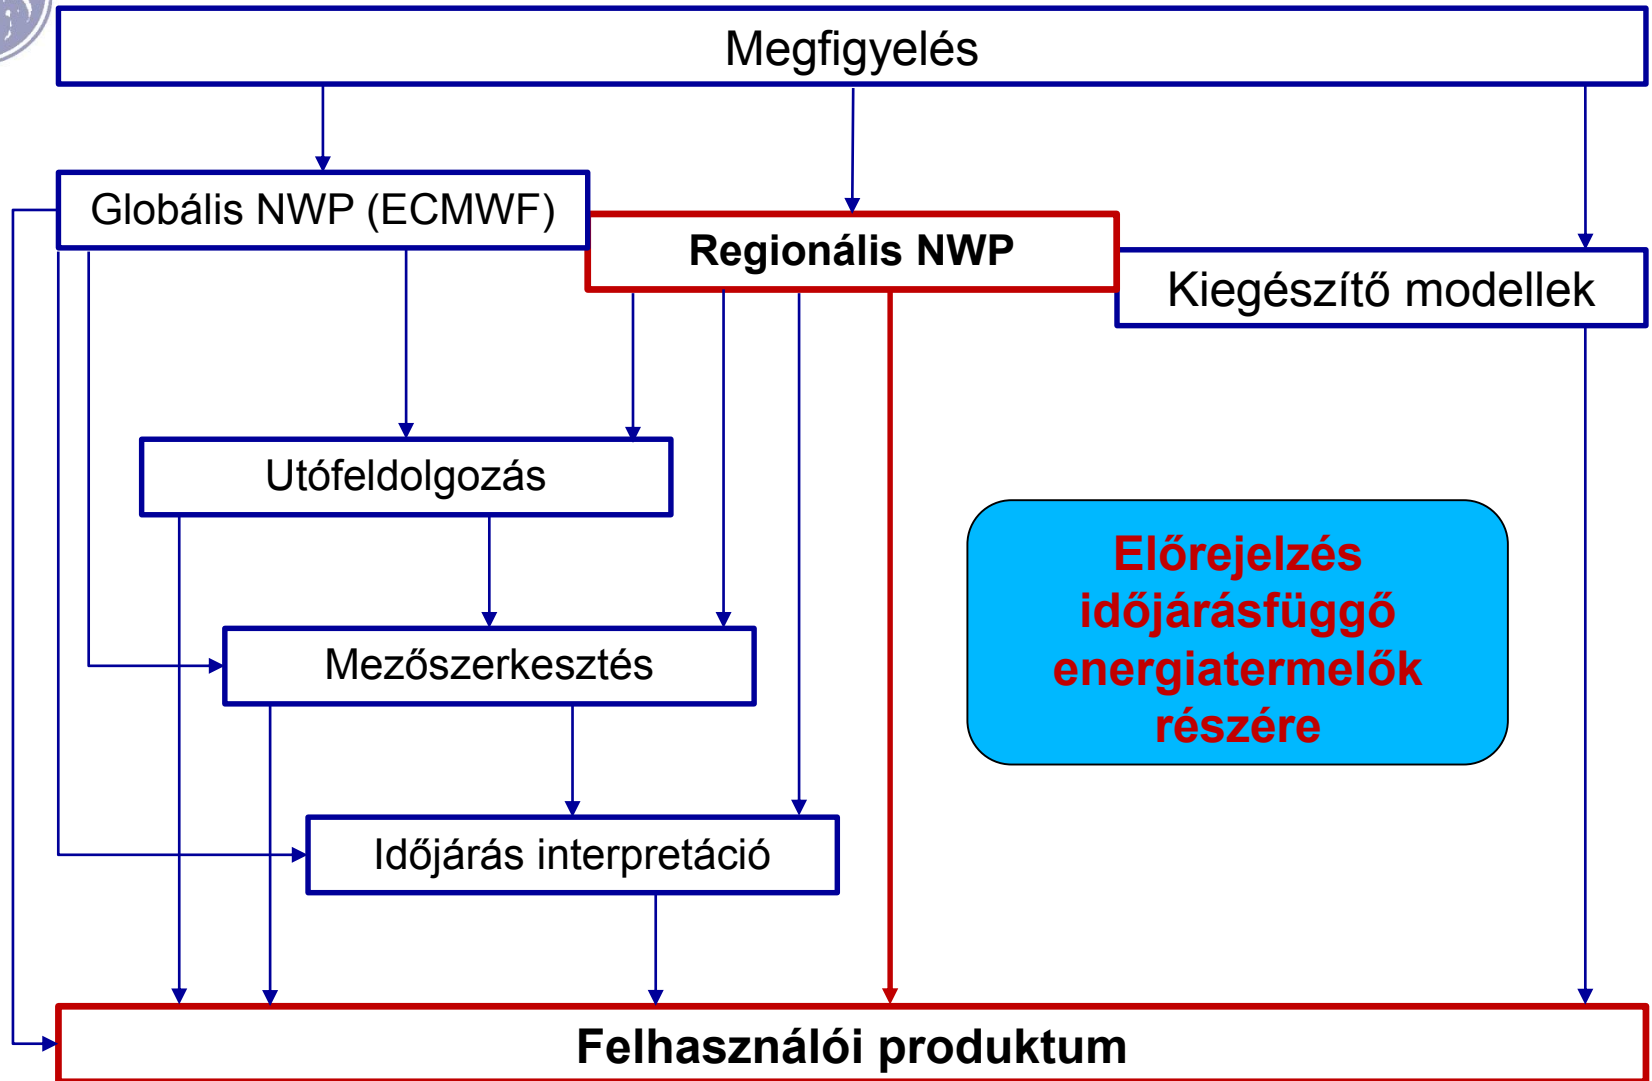 Megfigyelés
Globális NWP (ECMWF)
Regionális NWP
Kiegészítő modellek
Utófeldolgozás
Mezőszerkesztés
Időjárás interpretáció
Előrejelzés
időjárásfüggő
energiatermelők
részére
Felhasználói produktum